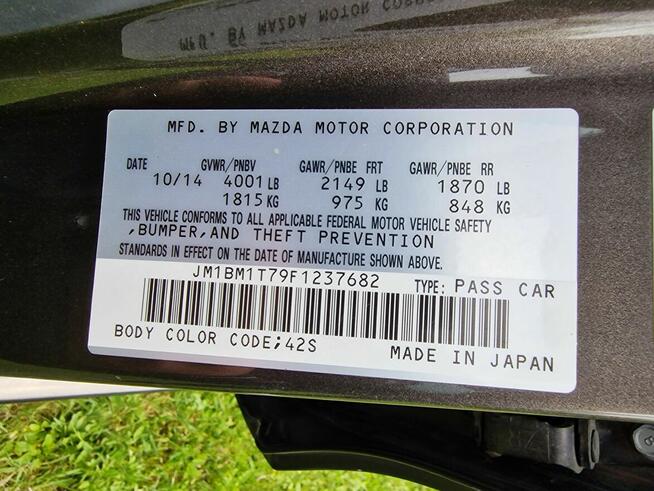 MFD. BY MAZDA MOTOR CORPORATION
DATE GVWR/PNBV GAWR/PNBE FRT GAWR/PNBE RR
10/14 4001 LB 2149 LB 1870 LB
1815 KG 975 KG 848 KG
THIS VEHICLE CONFORMS TO ALL APPLICABLE FEDERAL MOTOR VEHICLE SAFETY
,BUMPER,AND THEFT PREVENTION
STANDARDS IN EFFECT ON THE DATE OF MANUFACTURE SHOWN ABOVE.
JM1BM1T79F1237682 TYPE: PASS CAR
BODY COLOR CODE;42S
MADE IN JAPAN